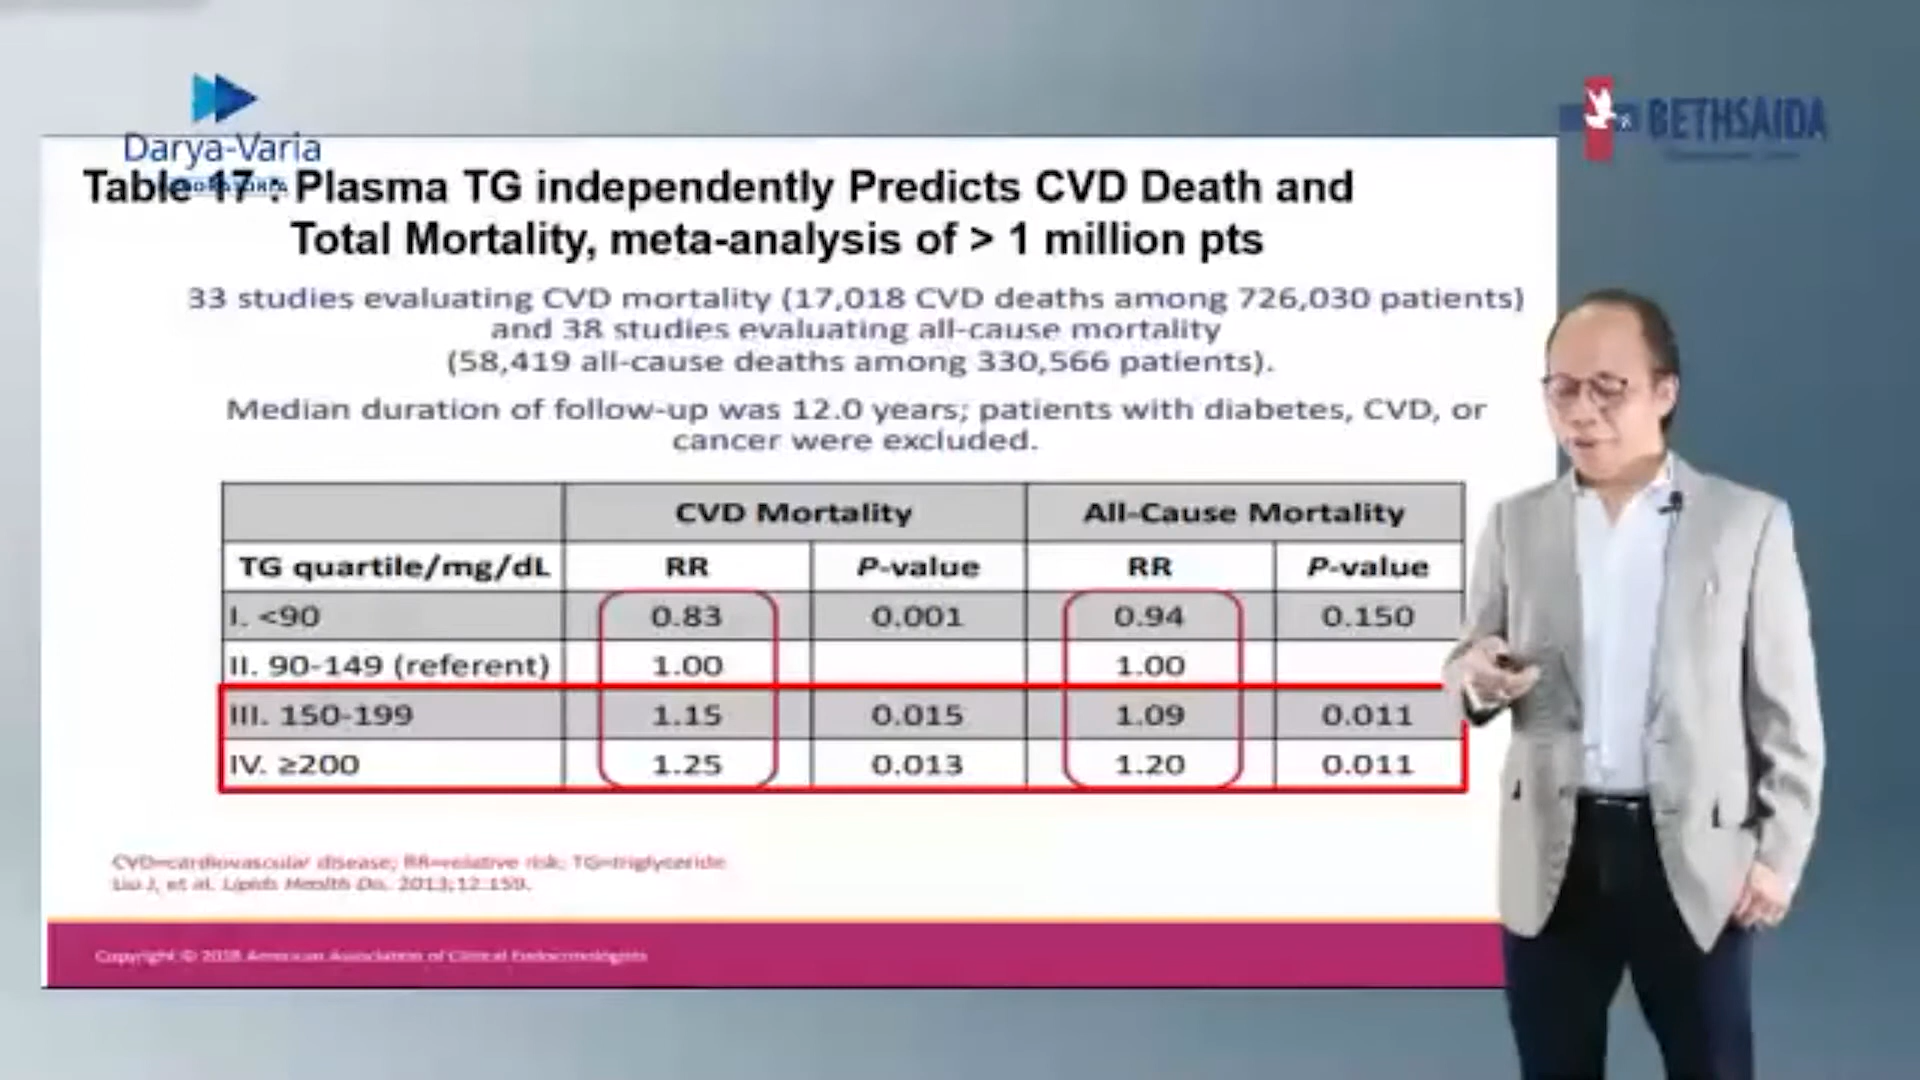 Darya-Varia
LABORATORIA
BETHSAIDA
Table 17 : Plasma TG independently Predicts CVD Death and
Total Mortality, meta-analysis of > 1 million pts
33 studies evaluating CVD mortality (17,018 CVD deaths among 726,030 patients)
and 38 studies evaluating all-cause mortality
(58,419 all-cause deaths among 330,566 patients).
Median duration of follow-up was 12.0 years; patients with diabetes, CVD, or
cancer were excluded.
CVD Mortality All-Cause Mortality
TG quartile/mg/dL RR P-value RR P-value
I. <90 0.83 0.001 0.94 0.150
II. 90-149 (referent) 1.00 1.00
III. 150-199 1.15 0.015 1.09 0.011
IV. ≥200 1.25 0.013 1.20 0.011
CVD=cardiovascular disease; RR=relative risk; TG=triglyceride
Liu J, et al. Lipids Health Dis. 2013;12:159.
Copyright © 2018 American Association of Clinical Endocrinologists